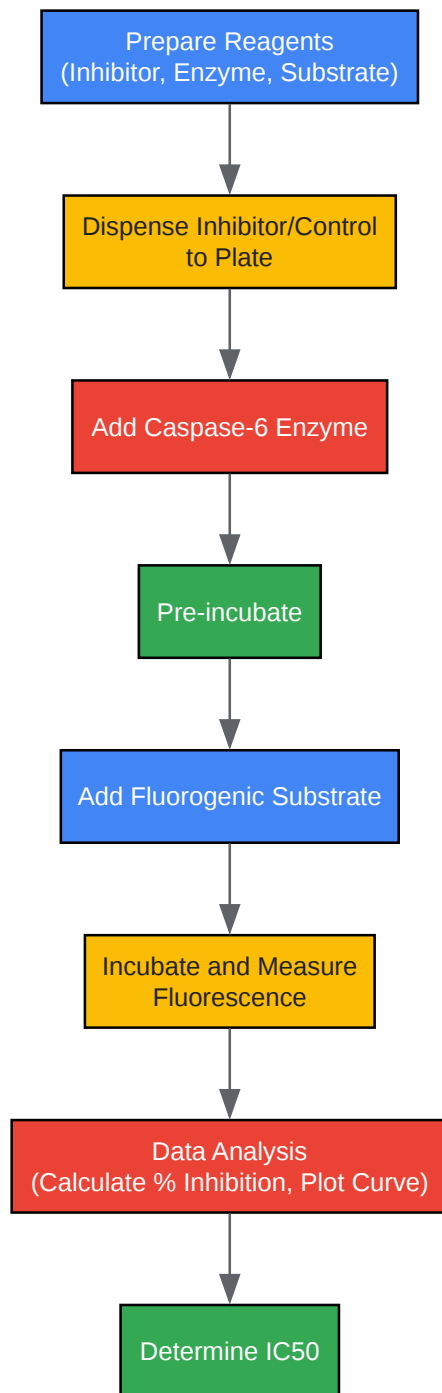 Prepare Reagents
(Inhibitor, Enzyme, Substrate)
Dispense Inhibitor/Control
to Plate
Add Caspase-6 Enzyme
Pre-incubate
Add Fluorogenic Substrate
Incubate and Measure
Fluorescence
Data Analysis
(Calculate % Inhibition, Plot Curve)
Determine IC50